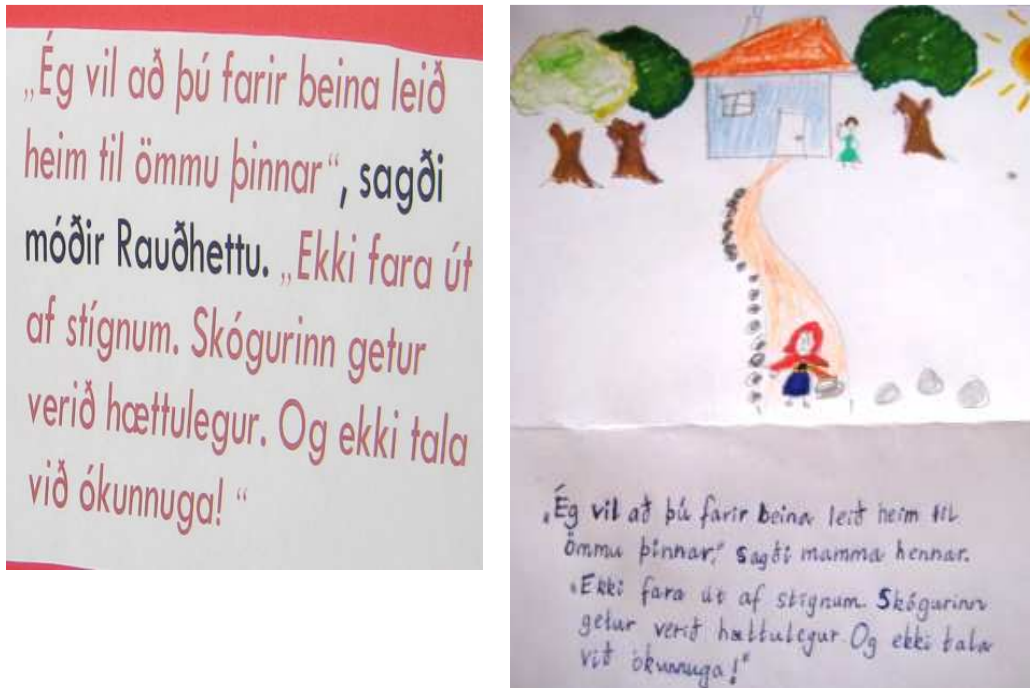 „Ég vil að þú farir beina leið
heim til ömmu þinnar“, sagði
móðir Rauðhettu. „Ekki fara út
af stígnum. Skógurinn getur
verið hættulegur. Og ekki tala
við ókunnuga! “
„Ég vil að þú farir beina leið heim til
ömmu þinnar,“ sagði mamma hennar.
„Ekki fara út af stígnum. Skógurinn
getur verið hættulegur. Og ekki tala
við ókunnuga!“